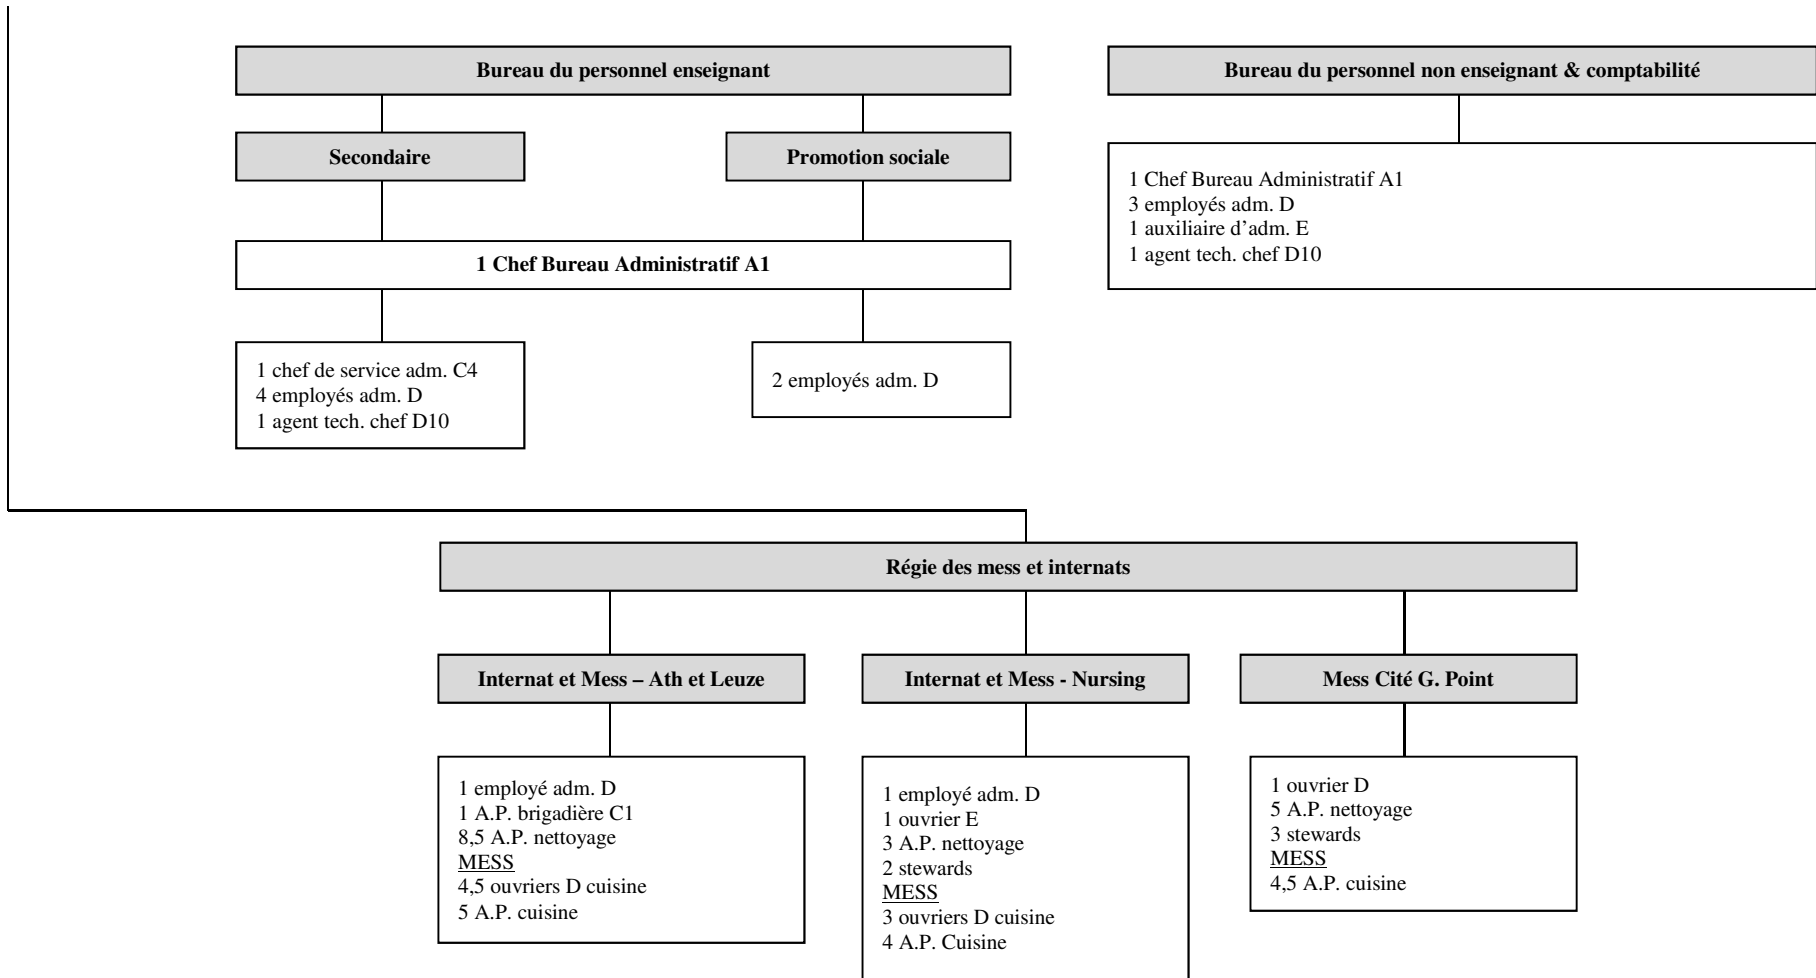 Bureau du personnel enseignant
Secondaire
Promotion sociale
1 Chef Bureau Administratif A1
1 chef de service adm. C4
4 employés adm. D
1 agent tech. chef D10
2 employés adm. D
Bureau du personnel non enseignant & comptabilité
1 Chef Bureau Administratif A1
3 employés adm. D
1 auxiliaire d’adm. E
1 agent tech. chef D10
Régie des mess et internats
Internat et Mess – Ath et Leuze
1 employé adm. D
1 A.P. brigadière C1
8,5 A.P. nettoyage
MESS
4,5 ouvriers D cuisine
5 A.P. cuisine
Internat et Mess - Nursing
1 employé adm. D
1 ouvrier E
3 A.P. nettoyage
2 stewards
MESS
3 ouvriers D cuisine
4 A.P. Cuisine
Mess Cité G. Point
1 ouvrier D
5 A.P. nettoyage
3 stewards
MESS
4,5 A.P. cuisine